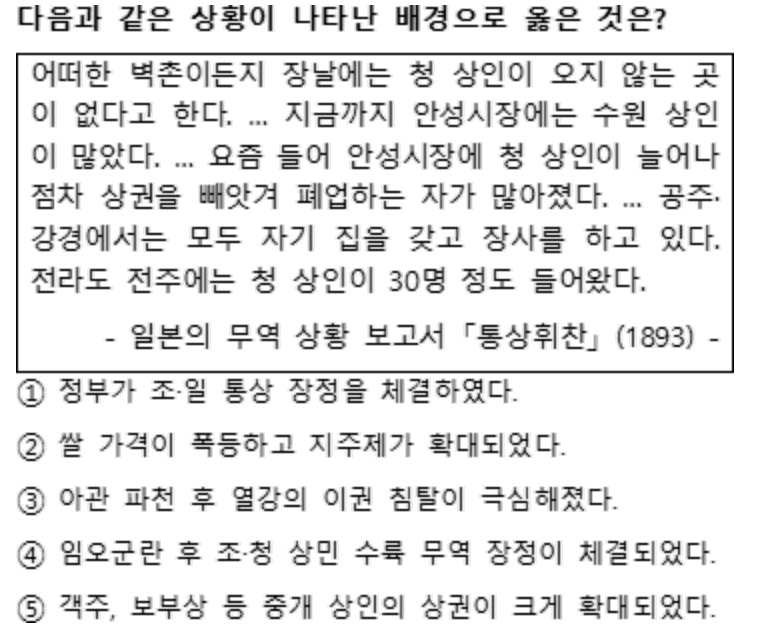 다음과 같은 상황이 나타난 배경으로 옳은 것은?
어떠한 벽촌이든지 장날에는 청 상인이 오지 않는 곳
이 없다고 한다. ... 지금까지 안성시장에는 수원 상인
이 많았다. ... 요즘 들어 안성시장에 청 상인이 늘어나
점차 상권을 빼앗겨 폐업하는 자가 많아졌다. ... 공주·
강경에서는 모두 자기 집을 갖고 장사를 하고 있다.
전라도 전주에는 청 상인이 30명 정도 들어왔다.
- 일본의 무역 상황 보고서 「통상휘찬」 (1893) -
① 정부가 조·일 통상 장정을 체결하였다.
② 쌀 가격이 폭등하고 지주제가 확대되었다.
③ 아관 파천 후 열강의 이권 침탈이 극심해졌다.
④ 임오군란 후 조·청 상민 수륙 무역 장정이 체결되었다.
⑤ 객주, 보부상 등 중개 상인의 상권이 크게 확대되었다.